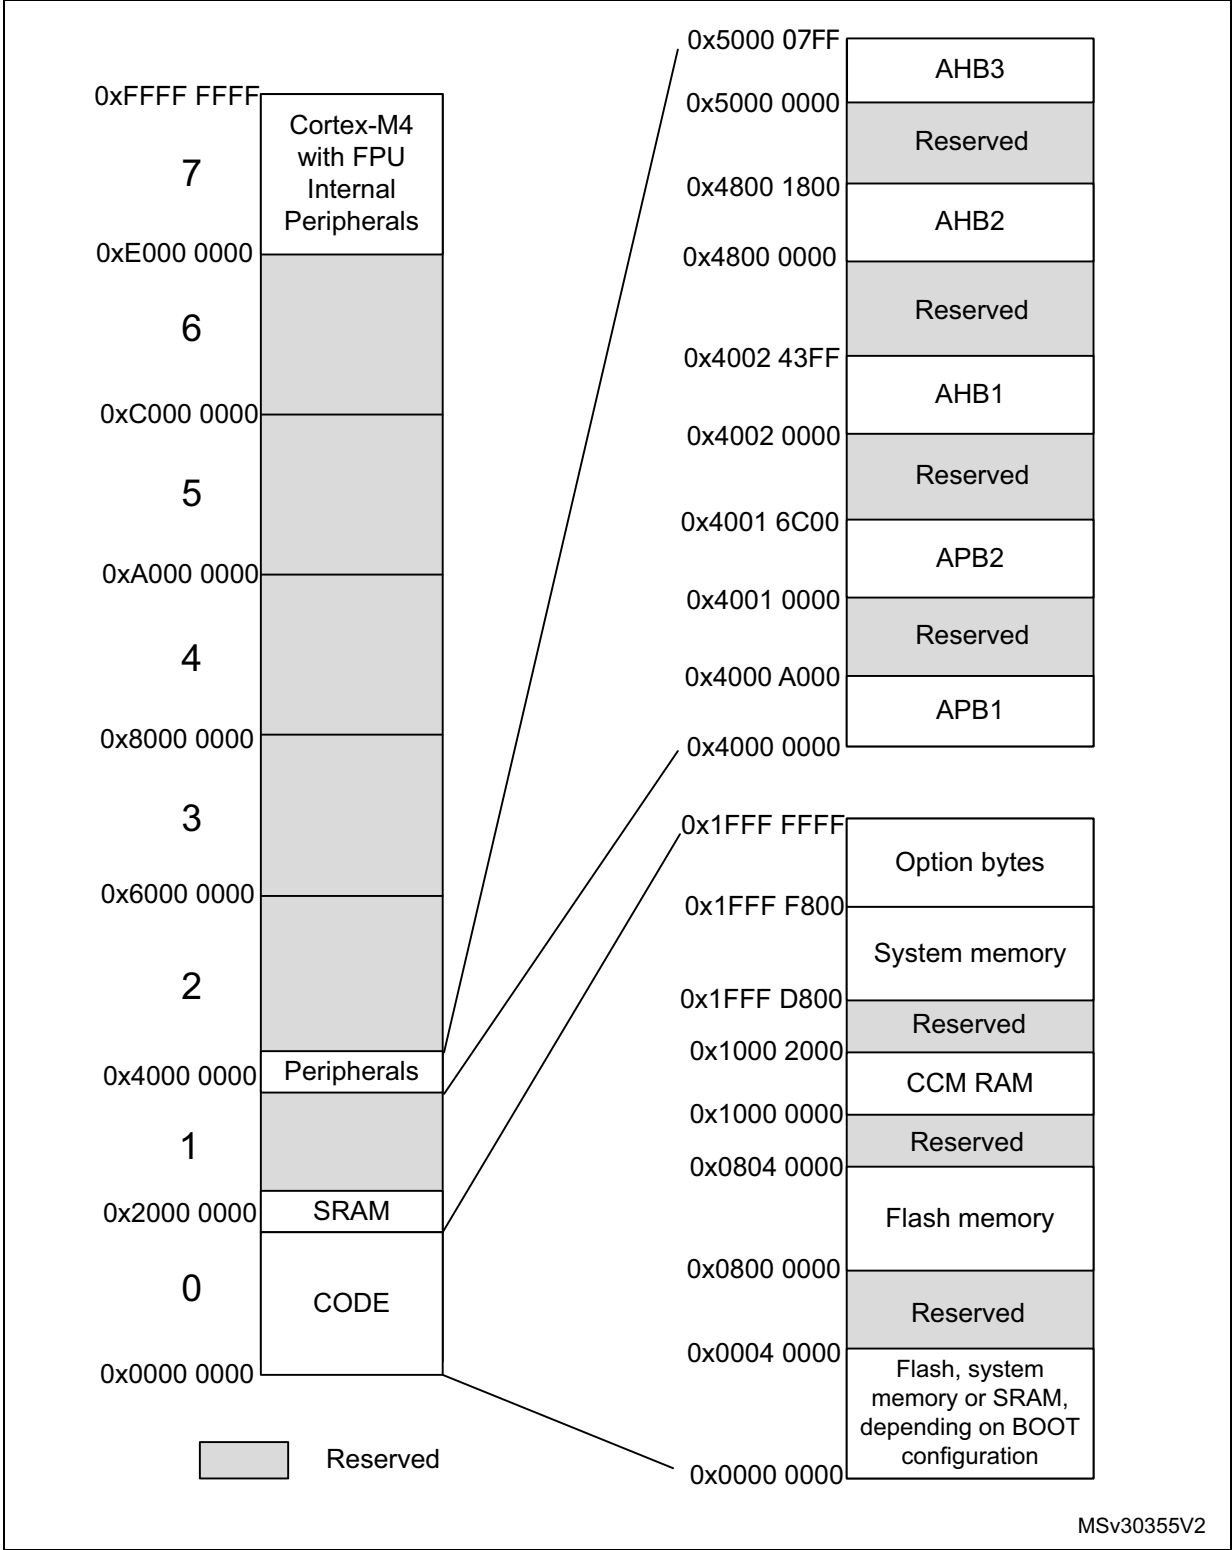 0xFFFF FFFF
Cortex-M4
with FPU
Internal
Peripherals
7
0xE000 0000
6
0xC000 0000
5
0xA000 0000
4
0x8000 0000
3
0x6000 0000
2
Peripherals
0x4000 0000
1
SRAM
0x2000 0000
0
CODE
0x0000 0000
Reserved
0x5000 07FF
AHB3
0x5000 0000
Reserved
0x4800 1800
AHB2
0x4800 0000
Reserved
0x4002 43FF
AHB1
0x4002 0000
Reserved
0x4001 6C00
APB2
0x4001 0000
Reserved
0x4000 A000
APB1
0x4000 0000
0x1FFF FFFF
Option bytes
0x1FFF F800
System memory
0x1FFF D800
Reserved
0x1000 2000
CCM RAM
0x1000 0000
Reserved
0x0804 0000
Flash memory
0x0800 0000
Reserved
0x0004 0000
Flash, system
memory or SRAM,
depending on BOOT
configuration
0x0000 0000
MSv30355V2